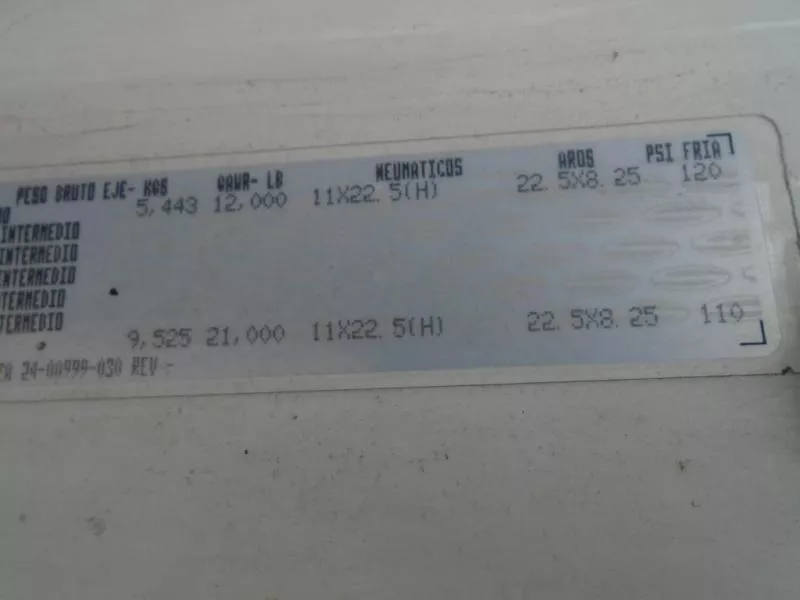 PESO BRUTO EJE- KGS GAWR- LB NEUMATICOS AROS PSI FRIA
5,443 12,000 11X22.5(H) 22.5X8.25 120
INTERMEDIO
INTERMEDIO
INTERMEDIO
NTERMEDIO
TERMEDIO
9,525 21,000 11X22.5(H) 22.5X8.25 110
24-00999-030 REV -